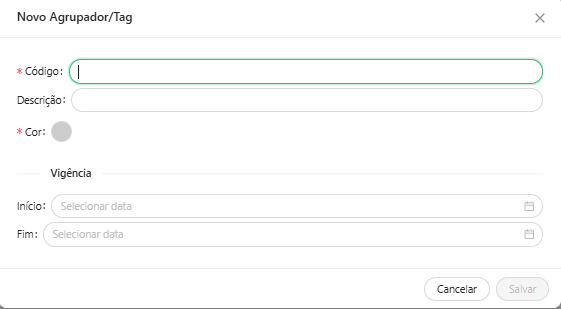 Novo Agrupador/Tag
* Código:
Descrição:
* Cor:
Vigência
Início: Selecionar data
Fim: Selecionar data
Cancelar Salvar